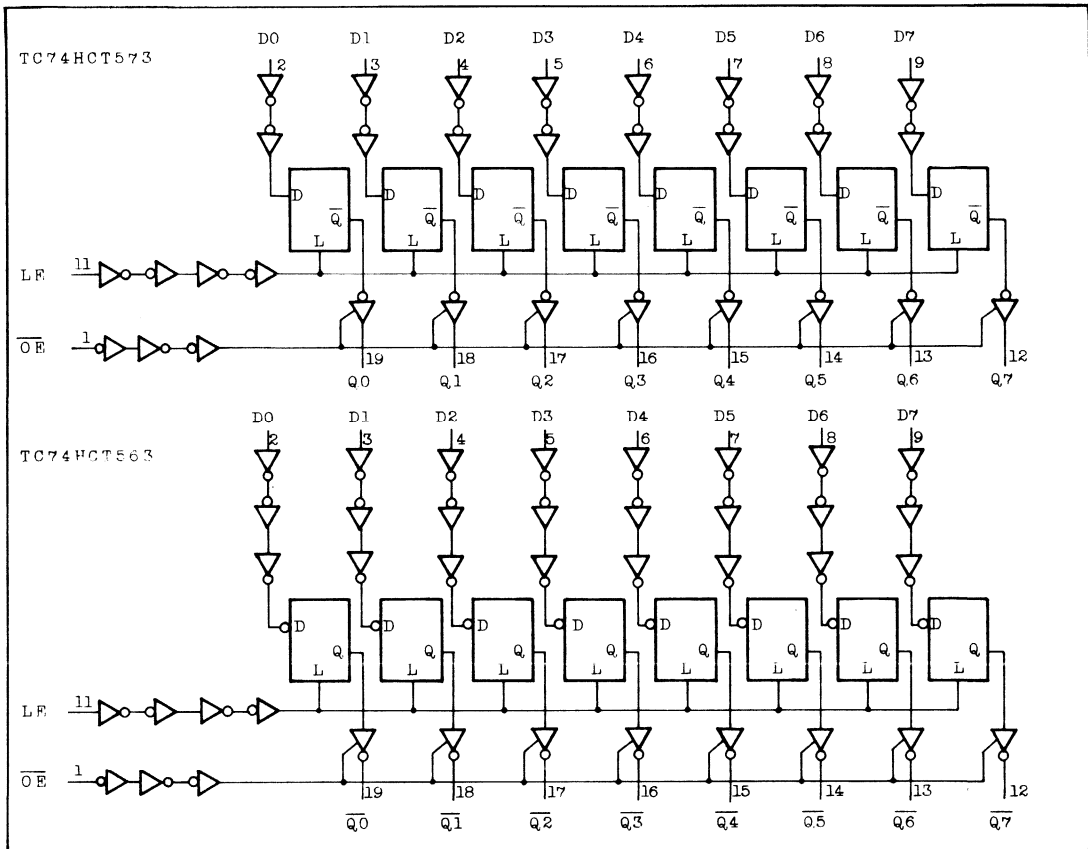 TC74HCT573
D0 D1 D2 D3 D4 D5 D6 D7
2 3 4 5 6 7 8 9
D D D D D D D D
Q̅ Q̅ Q̅ Q̅ Q̅ Q̅ Q̅ Q̅
L L L L L L L L
LE 11
O̅E̅ 1
19 18 17 16 15 14 13 12
Q0 Q1 Q2 Q3 Q4 Q5 Q6 Q7
TC74HCT563
D0 D1 D2 D3 D4 D5 D6 D7
2 3 4 5 6 7 8 9
D D D D D D D D
Q Q Q Q Q Q Q Q
L L L L L L L L
LE 11
O̅E̅ 1
19 18 17 16 15 14 13 12
Q̅0̅ Q̅1̅ Q̅2̅ Q̅3̅ Q̅4̅ Q̅5̅ Q̅6̅ Q̅7̅